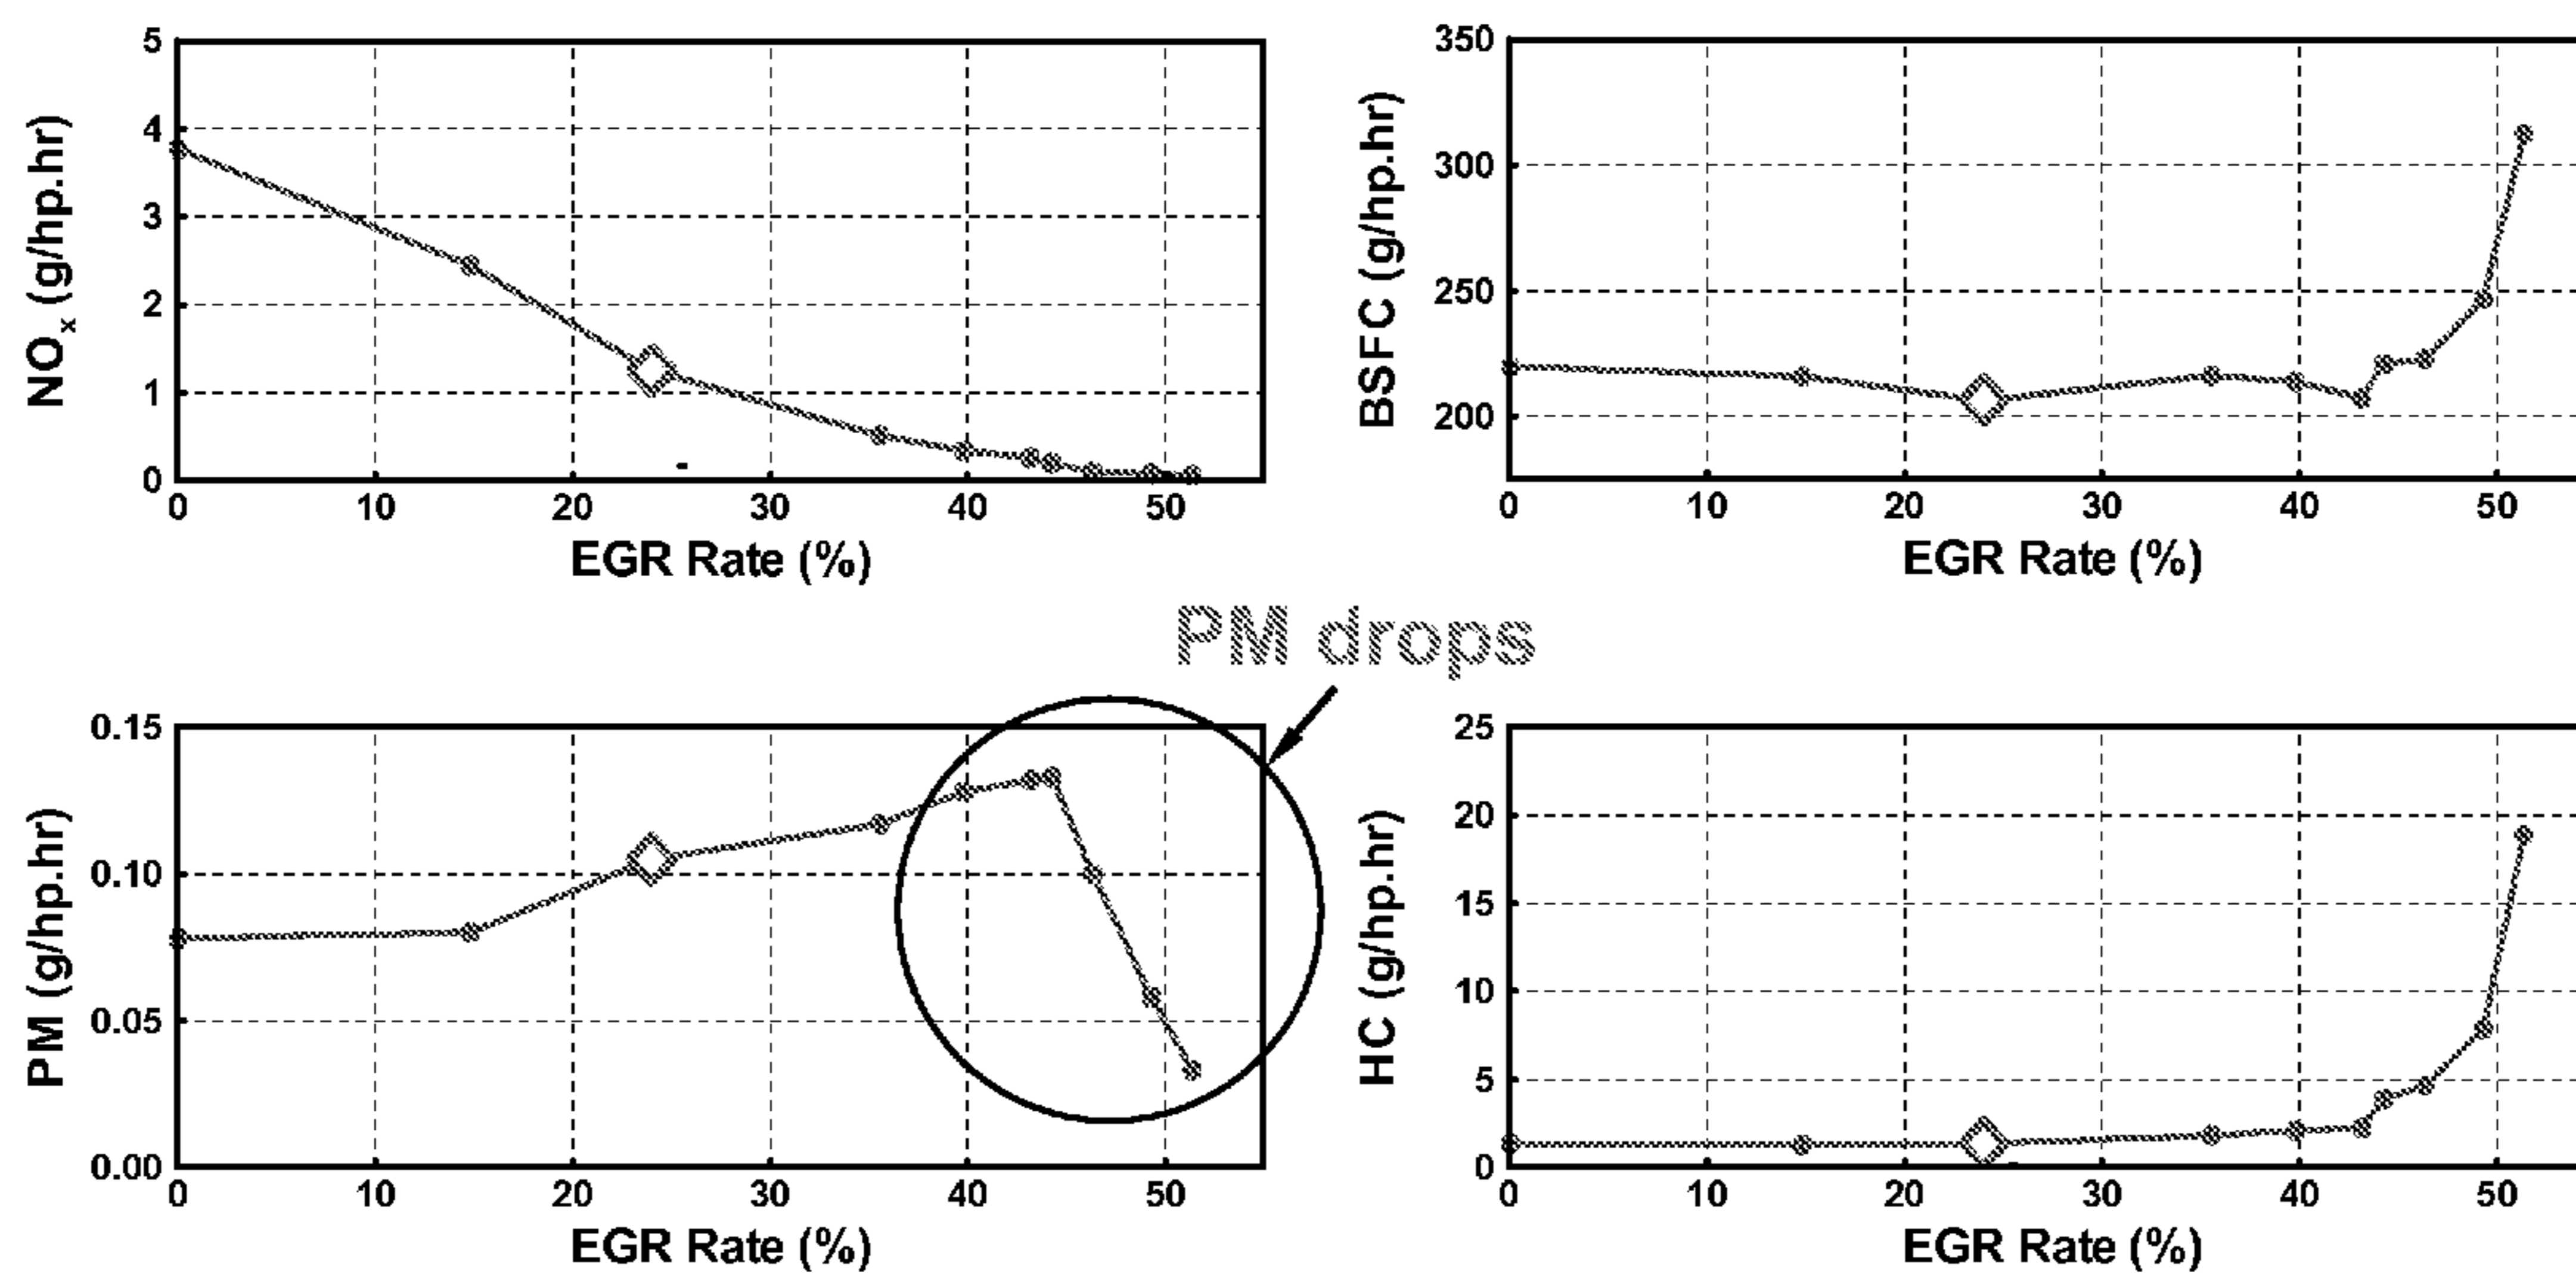 5
4
3
2
1
0
NOx (g/hp.hr)
0 10 20 30 40 50
EGR Rate (%)
350
300
250
200
BSFC (g/hp.hr)
0 10 20 30 40 50
EGR Rate (%)
PM drops
0.15
0.10
0.05
0.00
PM (g/hp.hr)
0 10 20 30 40 50
EGR Rate (%)
25
20
15
10
5
0
HC (g/hp.hr)
0 10 20 30 40 50
EGR Rate (%)